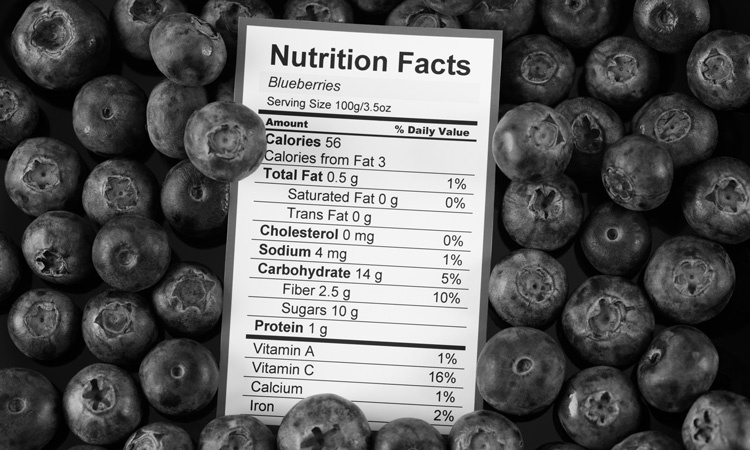 Nutrition Facts
Blueberries
Serving Size 100g/3.5oz
Amount % Daily Value
Calories 56
Calories from Fat 3
Total Fat 0.5 g 1%
Saturated Fat 0 g 0%
Trans Fat 0 g
Cholesterol 0 mg 0%
Sodium 4 mg 1%
Carbohydrate 14 g 5%
Fiber 2.5 g 10%
Sugars 10 g
Protein 1 g
Vitamin A 1%
Vitamin C 16%
Calcium 1%
Iron 2%